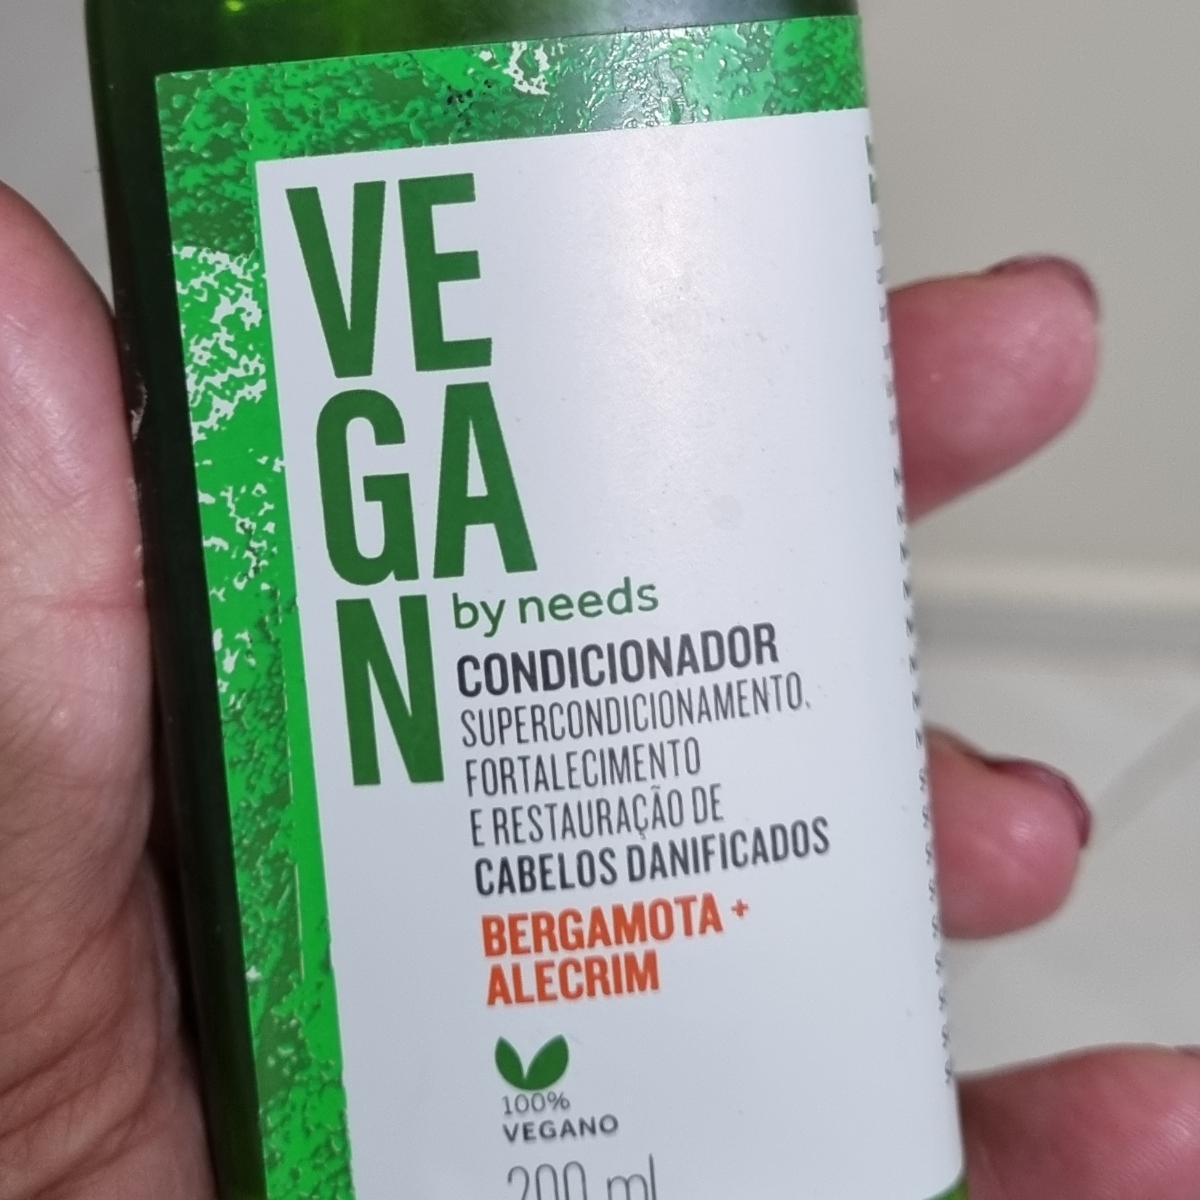 VE
GA
N
by needs
CONDICIONADOR
SUPERCONDICIONAMENTO,
FORTALECIMENTO
E RESTAURAÇÃO DE
CABELOS DANIFICADOS
BERGAMOTA +
ALECRIM
100%
VEGANO
200 ml